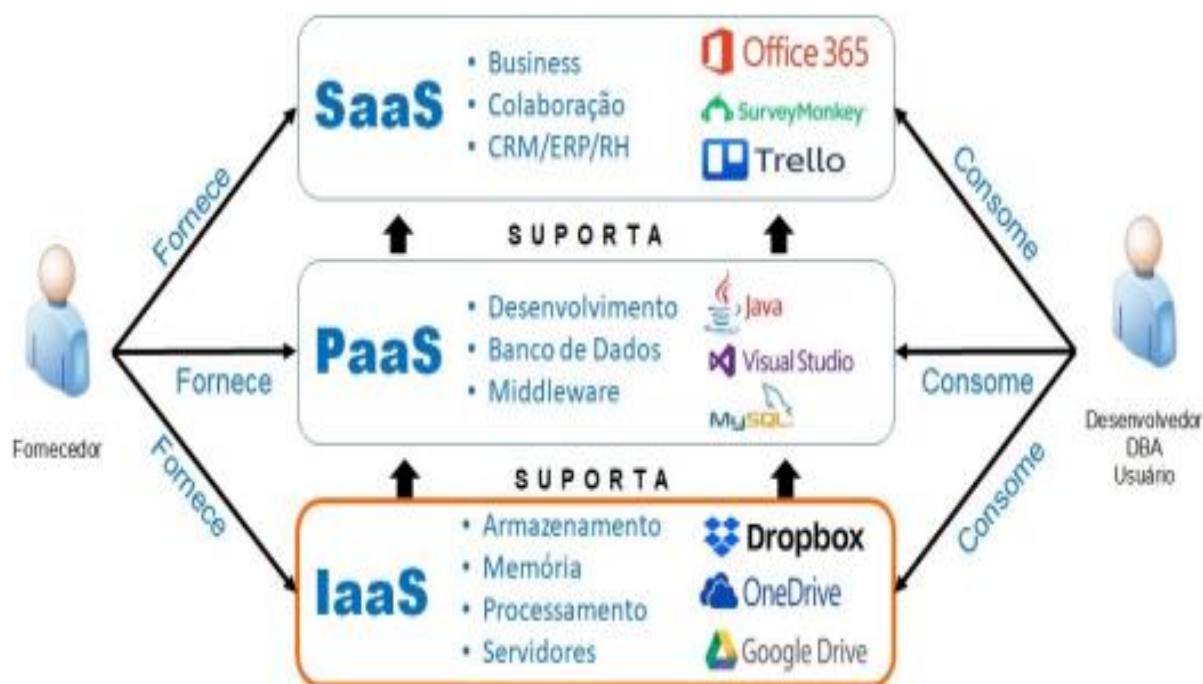 SaaS
• Business
• Colaboração
• CRM/ERP/RH
Office 365
SurveyMonkey
Trello
Fornece
Consome
SUPORTA
PaaS
• Desenvolvimento
• Banco de Dados
• Middleware
Java
Visual Studio
MySQL
Fornece
Consome
Fornecedor
Desenvolvedor
DBA
Usuário
SUPORTA
Fornece
Consome
IaaS
• Armazenamento
• Memória
• Processamento
• Servidores
Dropbox
OneDrive
Google Drive